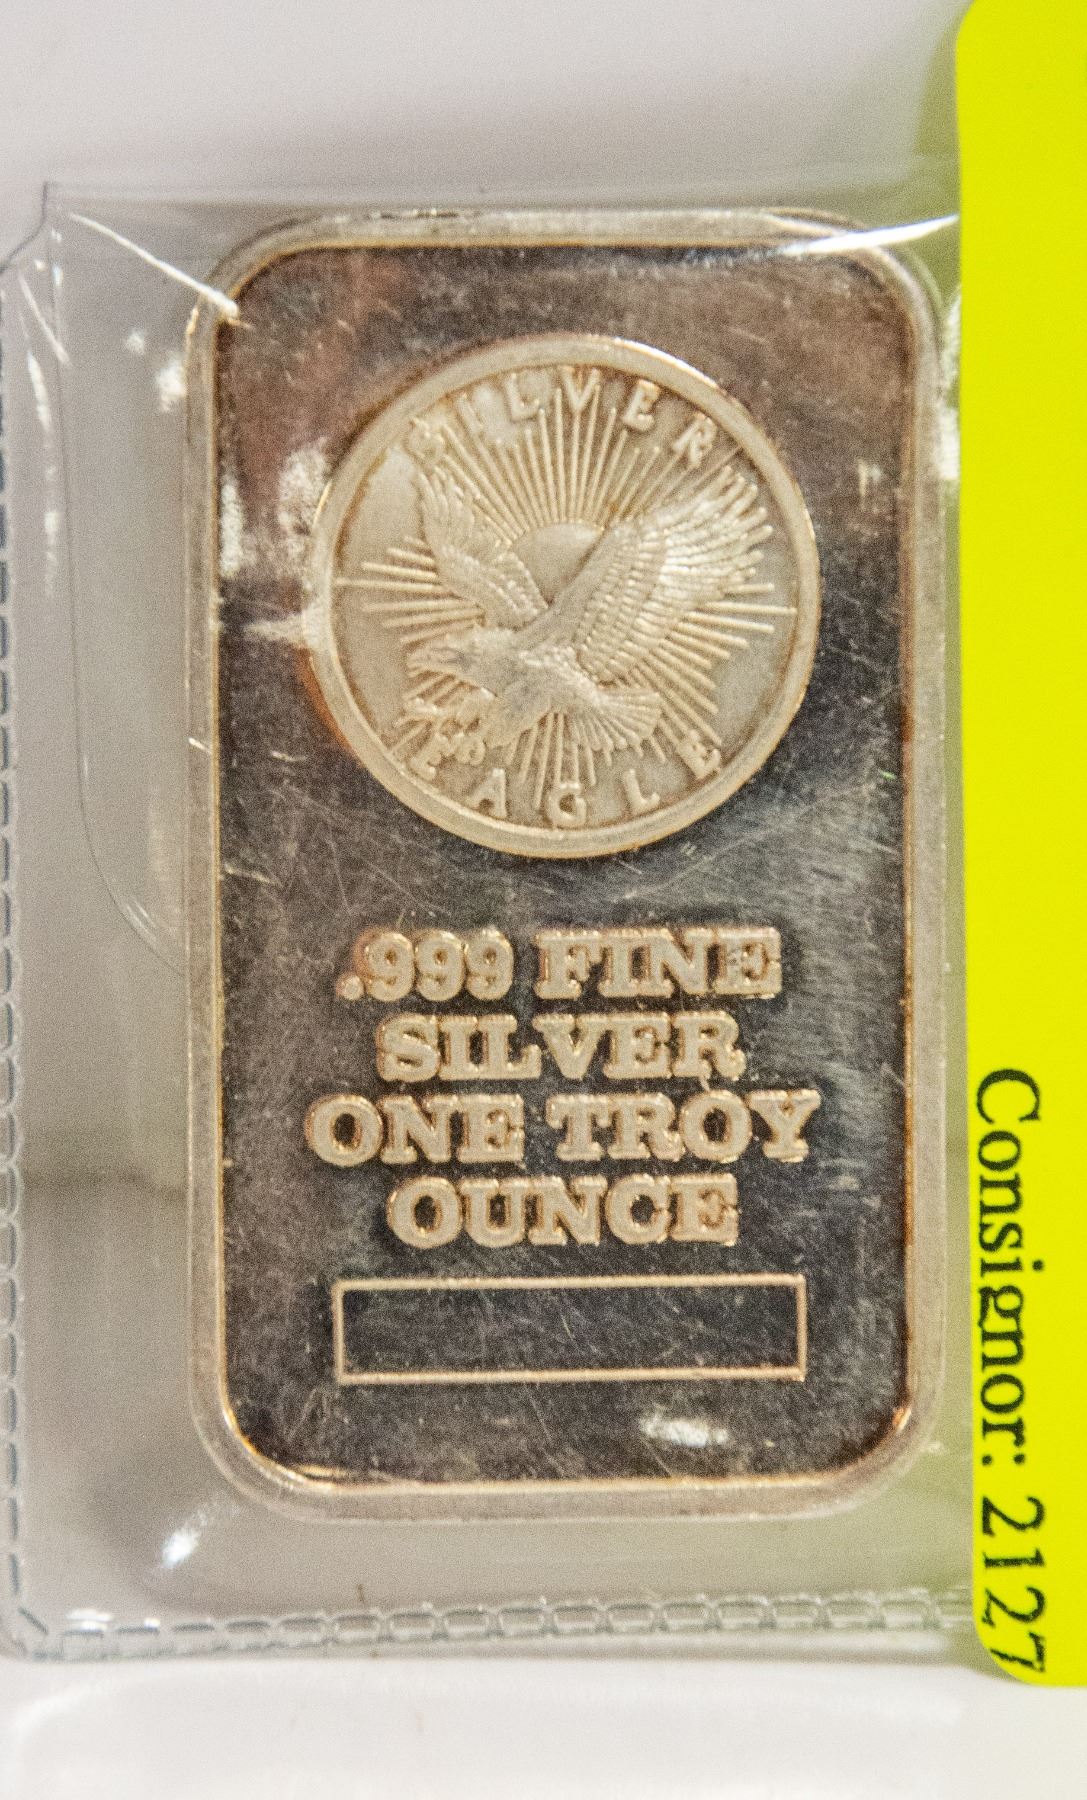 SILVER
EAGLE
.999 FINE
SILVER
ONE TROY
OUNCE
Consignor: 2127